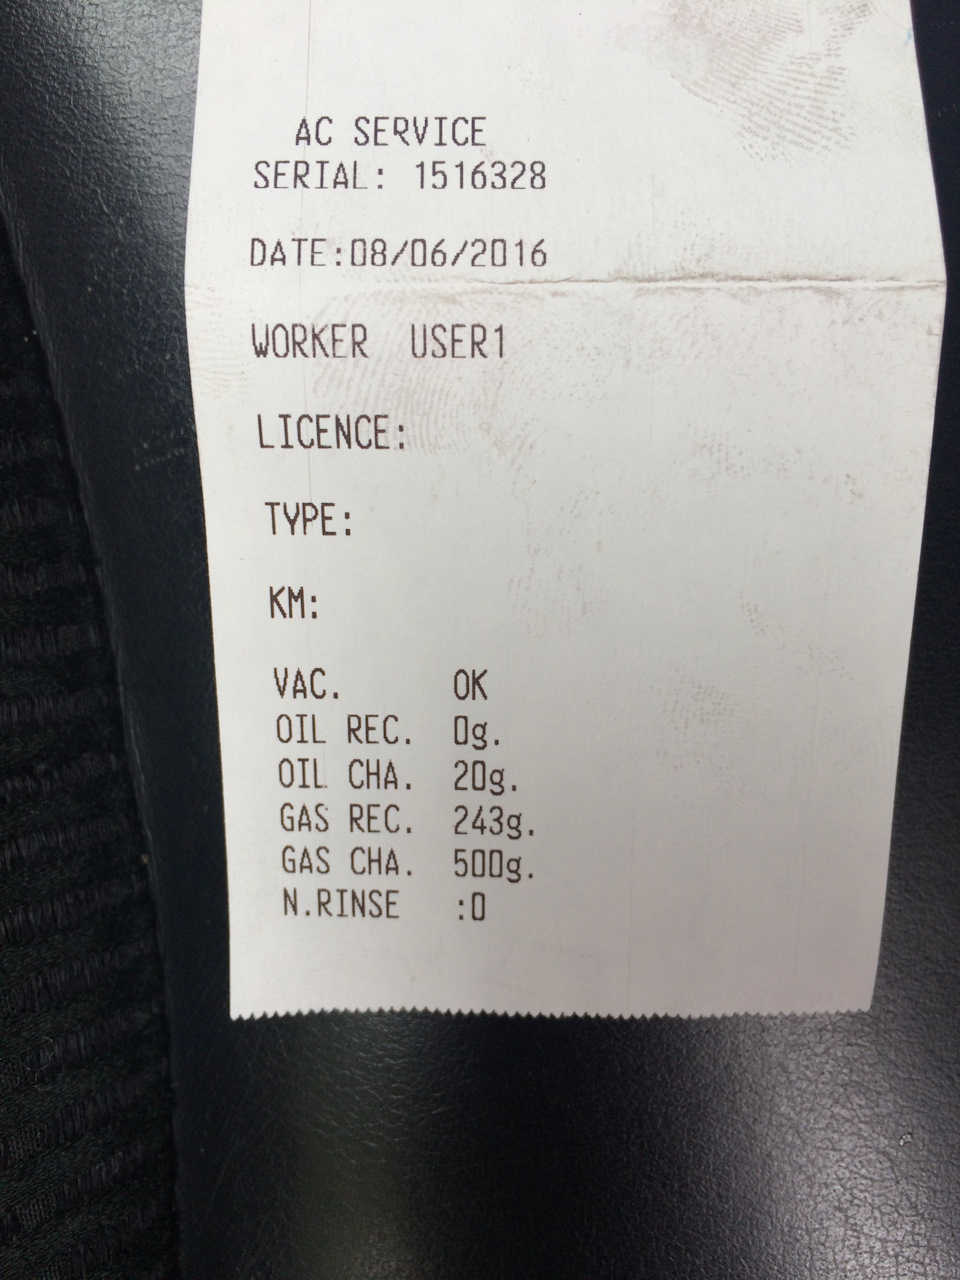 AC SERVICE
SERIAL: 1516328
DATE:08/06/2016
WORKER USER1
LICENCE:
TYPE:
KM:
VAC. OK
OIL REC. 0g.
OIL CHA. 20g.
GAS REC. 243g.
GAS CHA. 500g.
N.RINSE :0